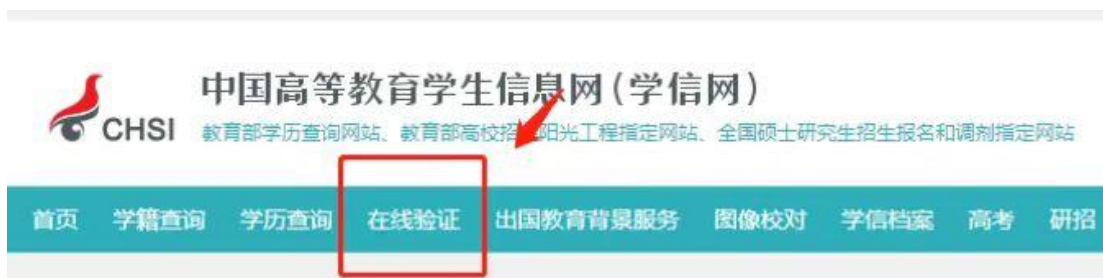 中国高等教育学生信息网(学信网)
CHSI
教育部学历查询网站、教育部高校招 阳光工程指定网站、全国硕士研究生招生报名和调剂指定网站
首页 学籍查询 学历查询 在线验证 出国教育背景服务 图像校对 学信档案 高考 研招